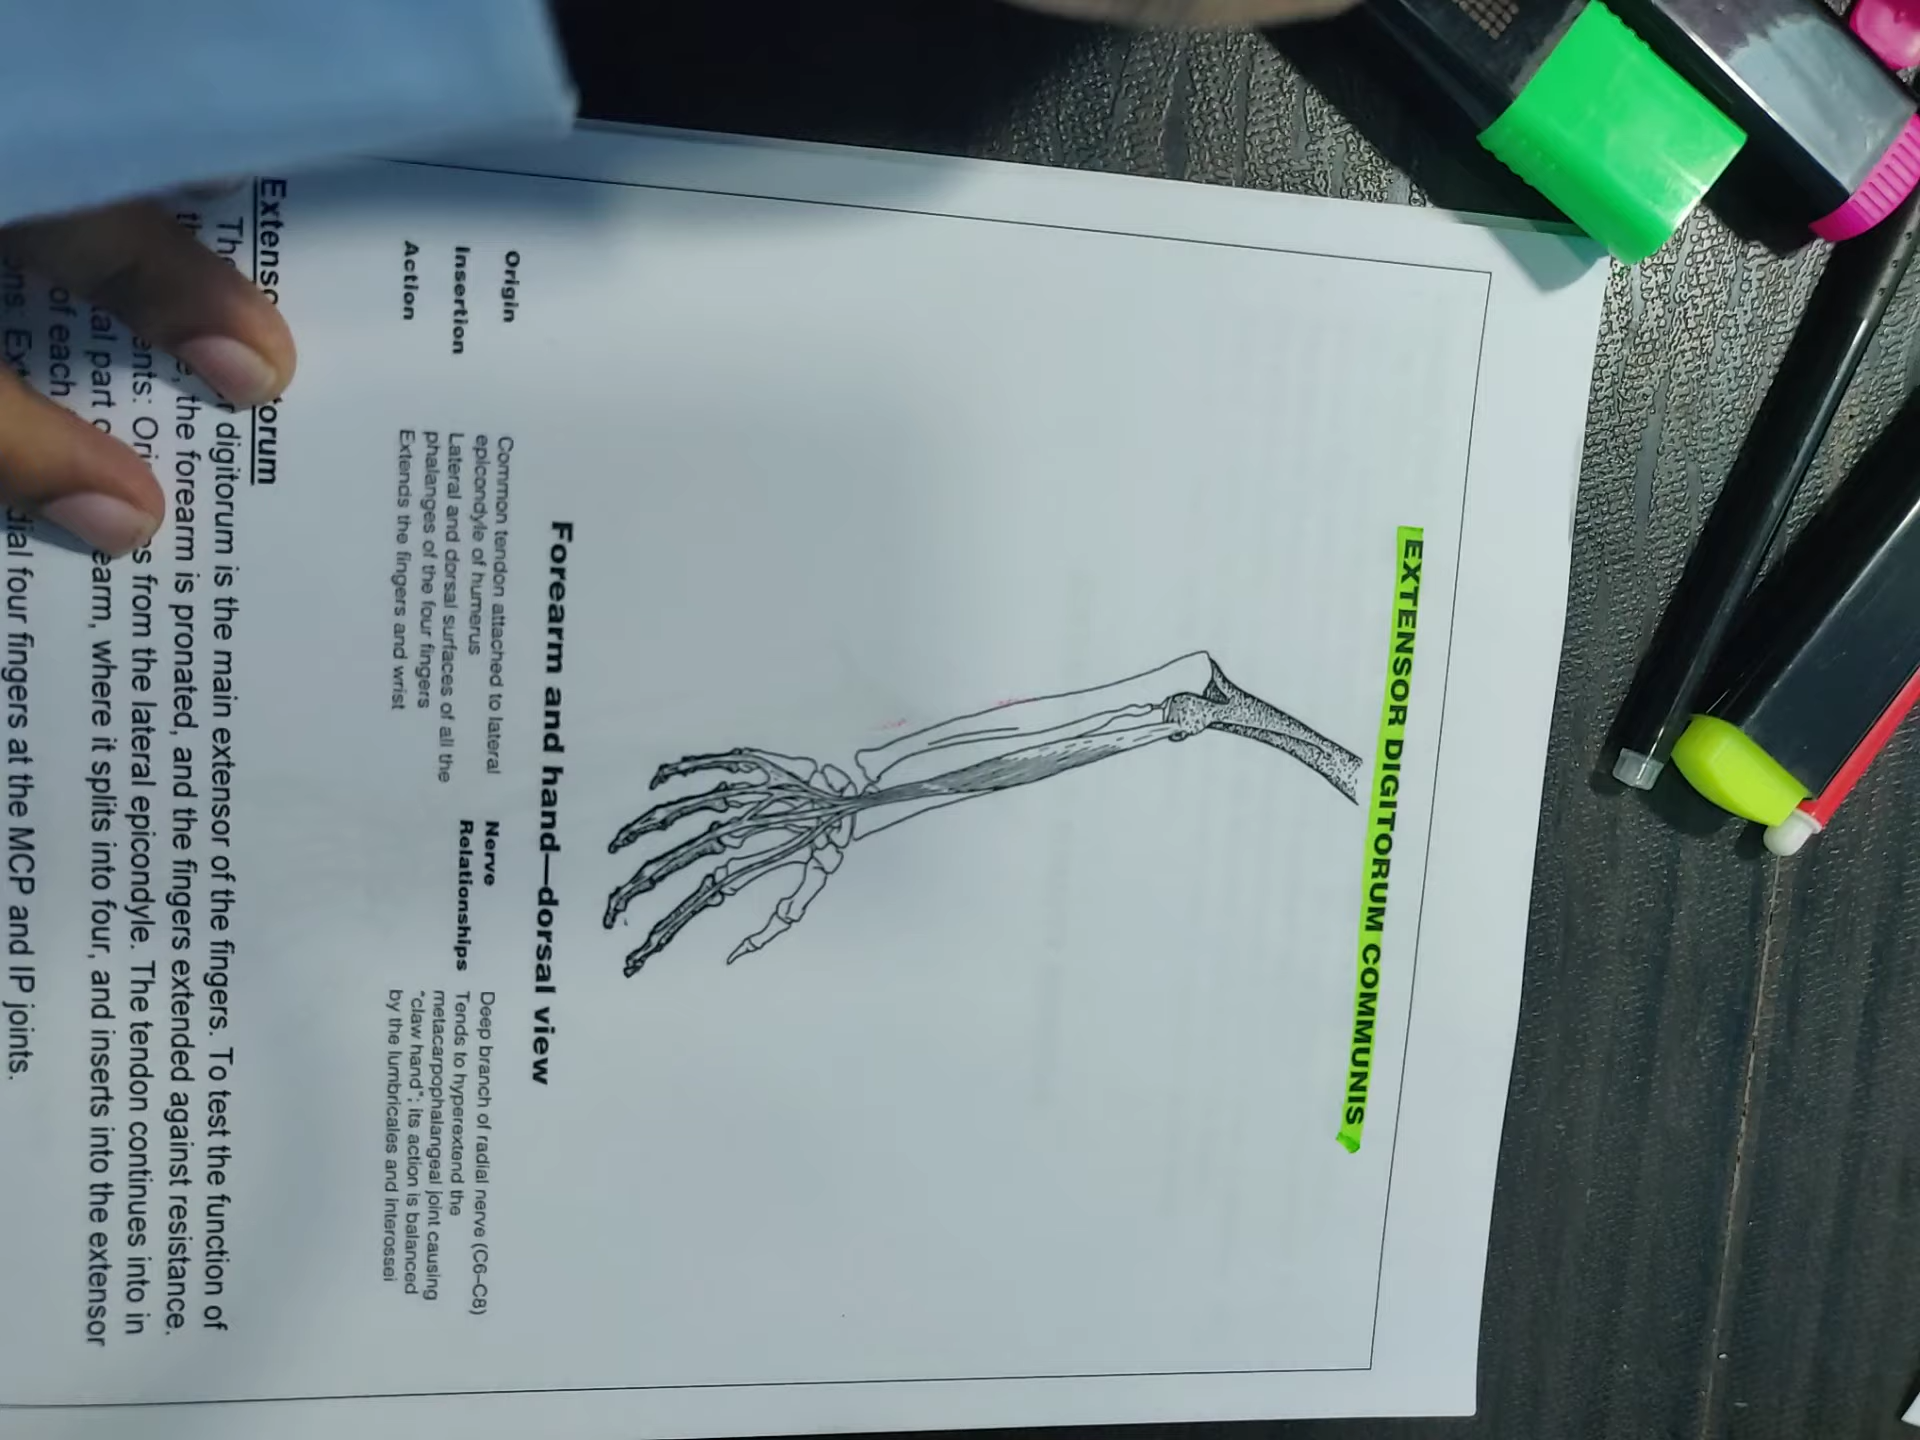 EXTENSOR DIGITORUM COMMUNIS
Forearm and hand—dorsal view
Origin
Common tendon attached to lateral
epicondyle of humerus
Insertion
Lateral and dorsal surfaces of all the
phalanges of the four fingers
Action
Extends the fingers and wrist
Nerve
Deep branch of radial nerve (C6–C8)
Relationships
Tends to hyperextend the
metacarpophalangeal joint causing
"claw hand"; its action is balanced
by the lumbricales and interossei
digitorum is the main extensor of the fingers. To test the function of
the forearm is pronated, and the fingers extended against resistance.
from the lateral epicondyle. The tendon continues into in
part where it splits into four, and inserts into the extensor
of each
four fingers at the MCP and IP joints.